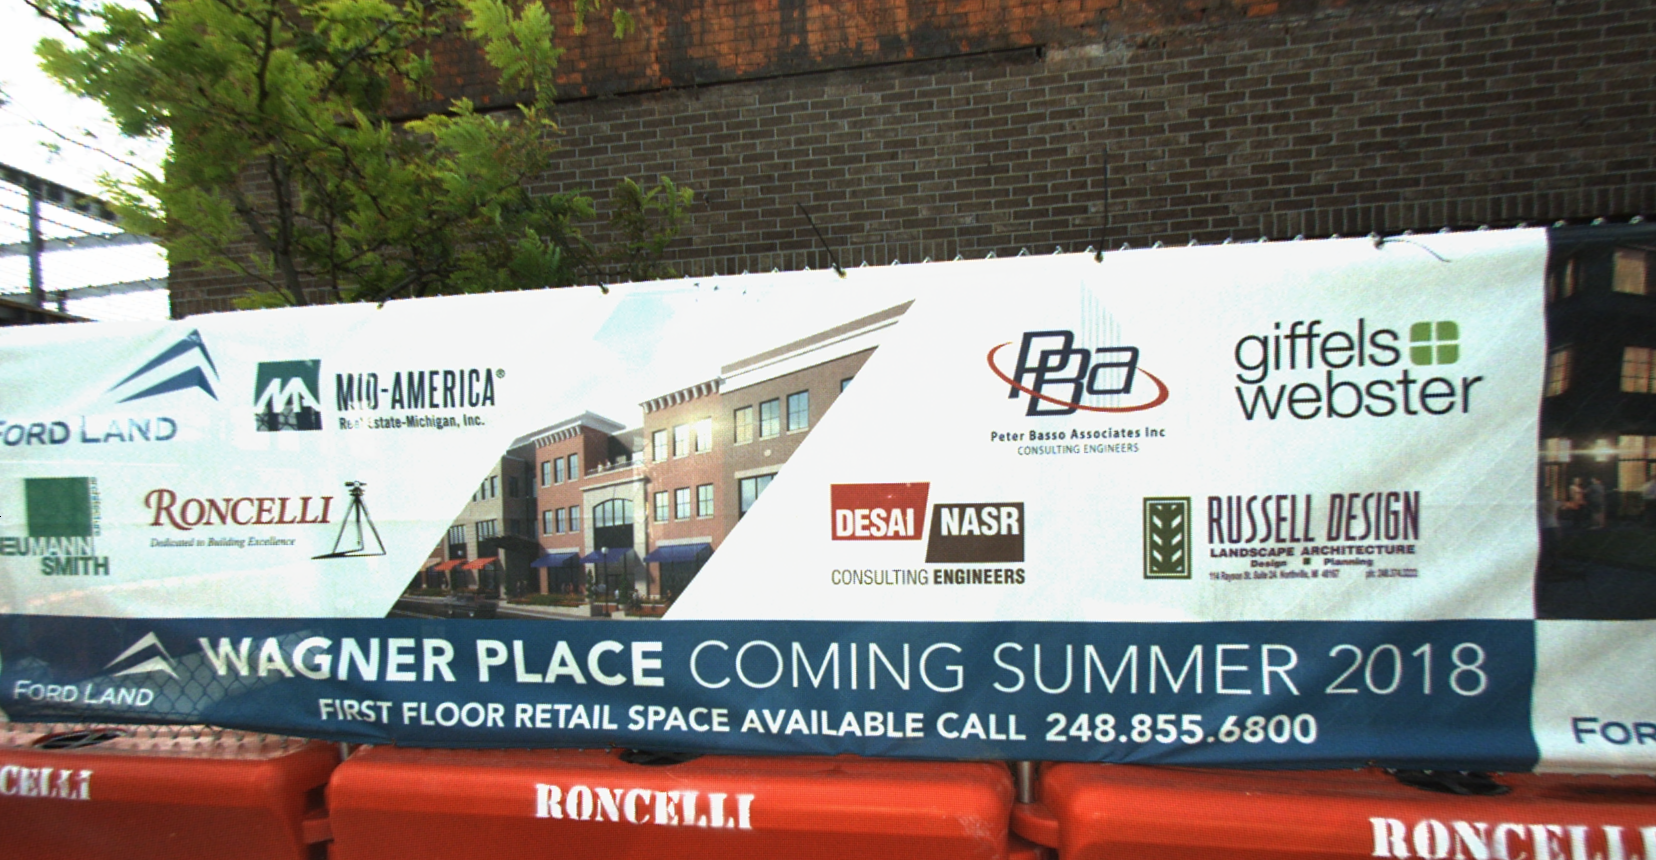 FORD LAND
MID-AMERICA®
Real Estate-Michigan, Inc.
PBa
Peter Basso Associates Inc
CONSULTING ENGINEERS
giffels
webster
EUMANN
SMITH
RONCELLI
Dedicated to Building Excellence
DESAI NASR
CONSULTING ENGINEERS
RUSSELL DESIGN
LANDSCAPE ARCHITECTURE
Design Planning
FORD LAND
WAGNER PLACE COMING SUMMER 2018
FIRST FLOOR RETAIL SPACE AVAILABLE CALL 248.855.6800
FOR
CELLI
RONCELLI
RONCELLI